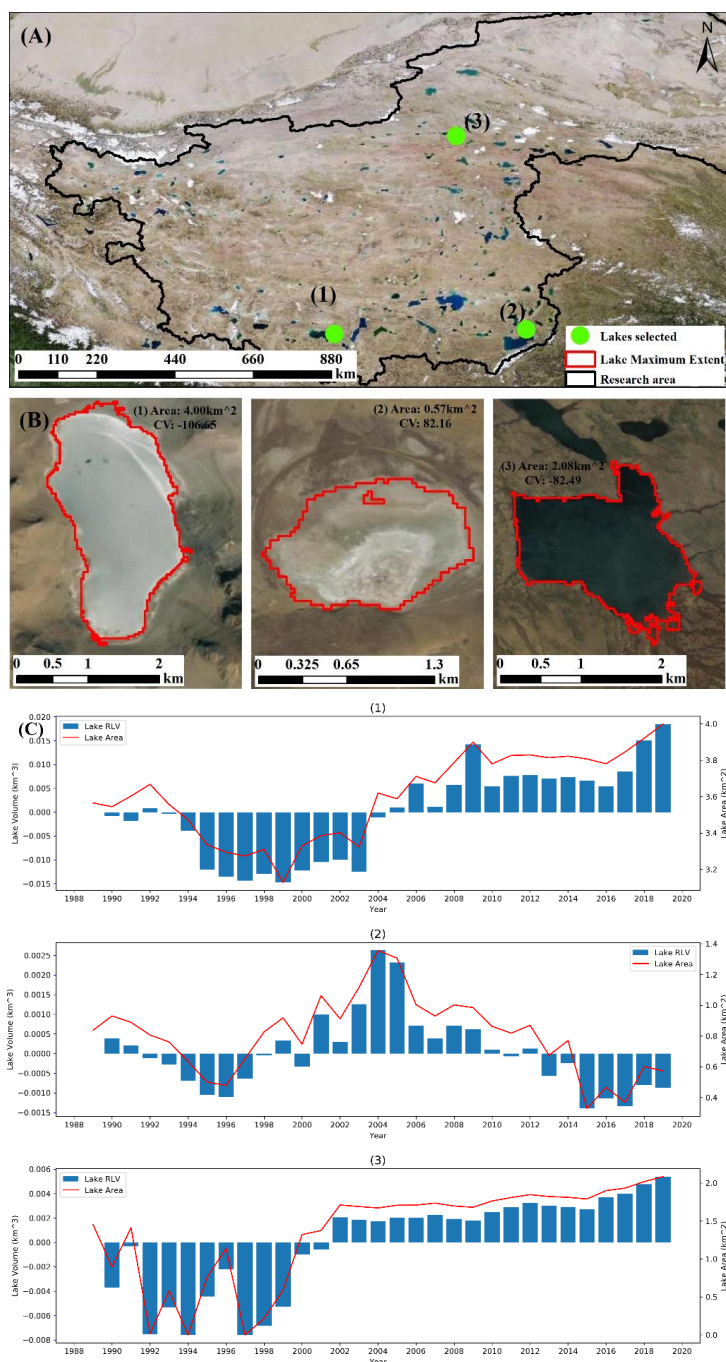 (A)
N
(3)
(1)
(2)
Lakes selected
Lake Maximum Extent
Research area
0 110 220 440 660 880
km
(B)
(1) Area: 4.00km^2
CV: -106.65
(2) Area: 0.57km^2
CV: 82.16
(3) Area: 2.08km^2
CV: -82.49
0 0.5 1 2
km
0 0.325 0.65 1.3
km
0 0.5 1 2
km
(C)
(1)
Lake RLV
Lake Area
Lake Volume (km^3)
0.020
0.015
0.010
0.005
0.000
−0.005
−0.010
−0.015
4.0
3.8
3.6
3.4
3.2
Lake Area (km^2)
1988 1990 1992 1994 1996 1998 2000 2002 2004 2006 2008 2010 2012 2014 2016 2018 2020
Year
(2)
Lake RLV
Lake Area
Lake Volume (km^3)
0.0025
0.0020
0.0015
0.0010
0.0005
0.0000
−0.0005
−0.0010
−0.0015
1.4
1.2
1.0
0.8
0.6
0.4
Lake Area (km^2)
1988 1990 1992 1994 1996 1998 2000 2002 2004 2006 2008 2010 2012 2014 2016 2018 2020
Year
(3)
Lake RLV
Lake Area
Lake Volume (km^3)
0.006
0.004
0.002
0.000
−0.002
−0.004
−0.006
−0.008
2.0
1.5
1.0
0.5
0.0
Lake Area (km^2)
1988 1990 1992 1994 1996 1998 2000 2002 2004 2006 2008 2010 2012 2014 2016 2018 2020
Year